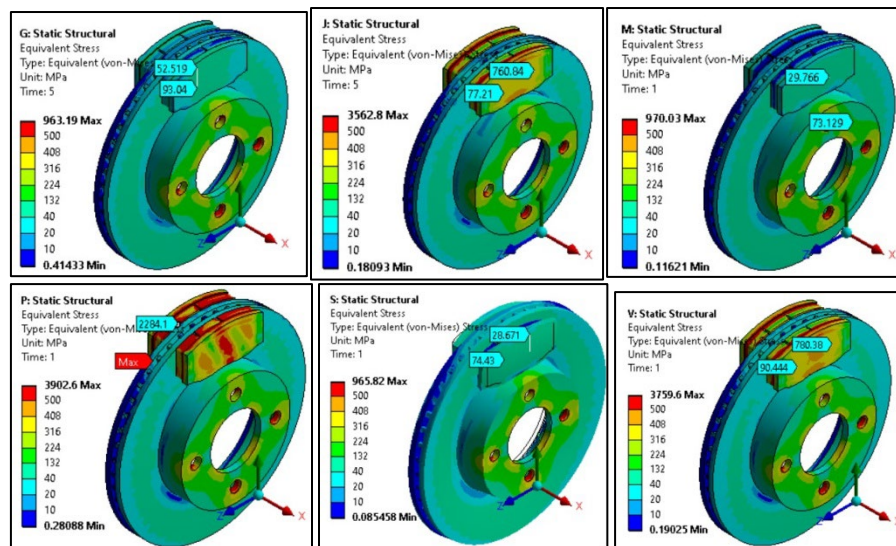 G: Static Structural
Equivalent Stress
Type: Equivalent (von-Mises) Stress
Unit: MPa
Time: 5
52.519
93.04
963.19 Max
500
408
316
224
132
40
20
10
0.41433 Min
X
Z
J: Static Structural
Equivalent Stress
Type: Equivalent (von-Mises) Stress
Unit: MPa
Time: 5
760.84
77.21
3562.8 Max
500
408
316
224
132
40
20
10
0.18093 Min
X
Z
M: Static Structural
Equivalent Stress
Type: Equivalent (von-Mises) Stress
Unit: MPa
Time: 1
29.766
73.129
970.03 Max
500
408
316
224
132
40
20
10
0.11621 Min
X
Z
P: Static Structural
Equivalent Stress
Type: Equivalent (von-Mises) Stress
Unit: MPa
Time: 1
2284.1
Max
3902.6 Max
500
408
316
224
132
40
20
10
0.28088 Min
X
Z
S: Static Structural
Equivalent Stress
Type: Equivalent (von-Mises) Stress
Unit: MPa
Time: 1
28.671
74.43
965.82 Max
500
408
316
224
132
40
20
10
0.085458 Min
X
Z
V: Static Structural
Equivalent Stress
Type: Equivalent (von-Mises) Stress
Unit: MPa
Time: 1
780.38
90.444
3759.6 Max
500
408
316
224
132
40
20
10
0.19025 Min
X
Z